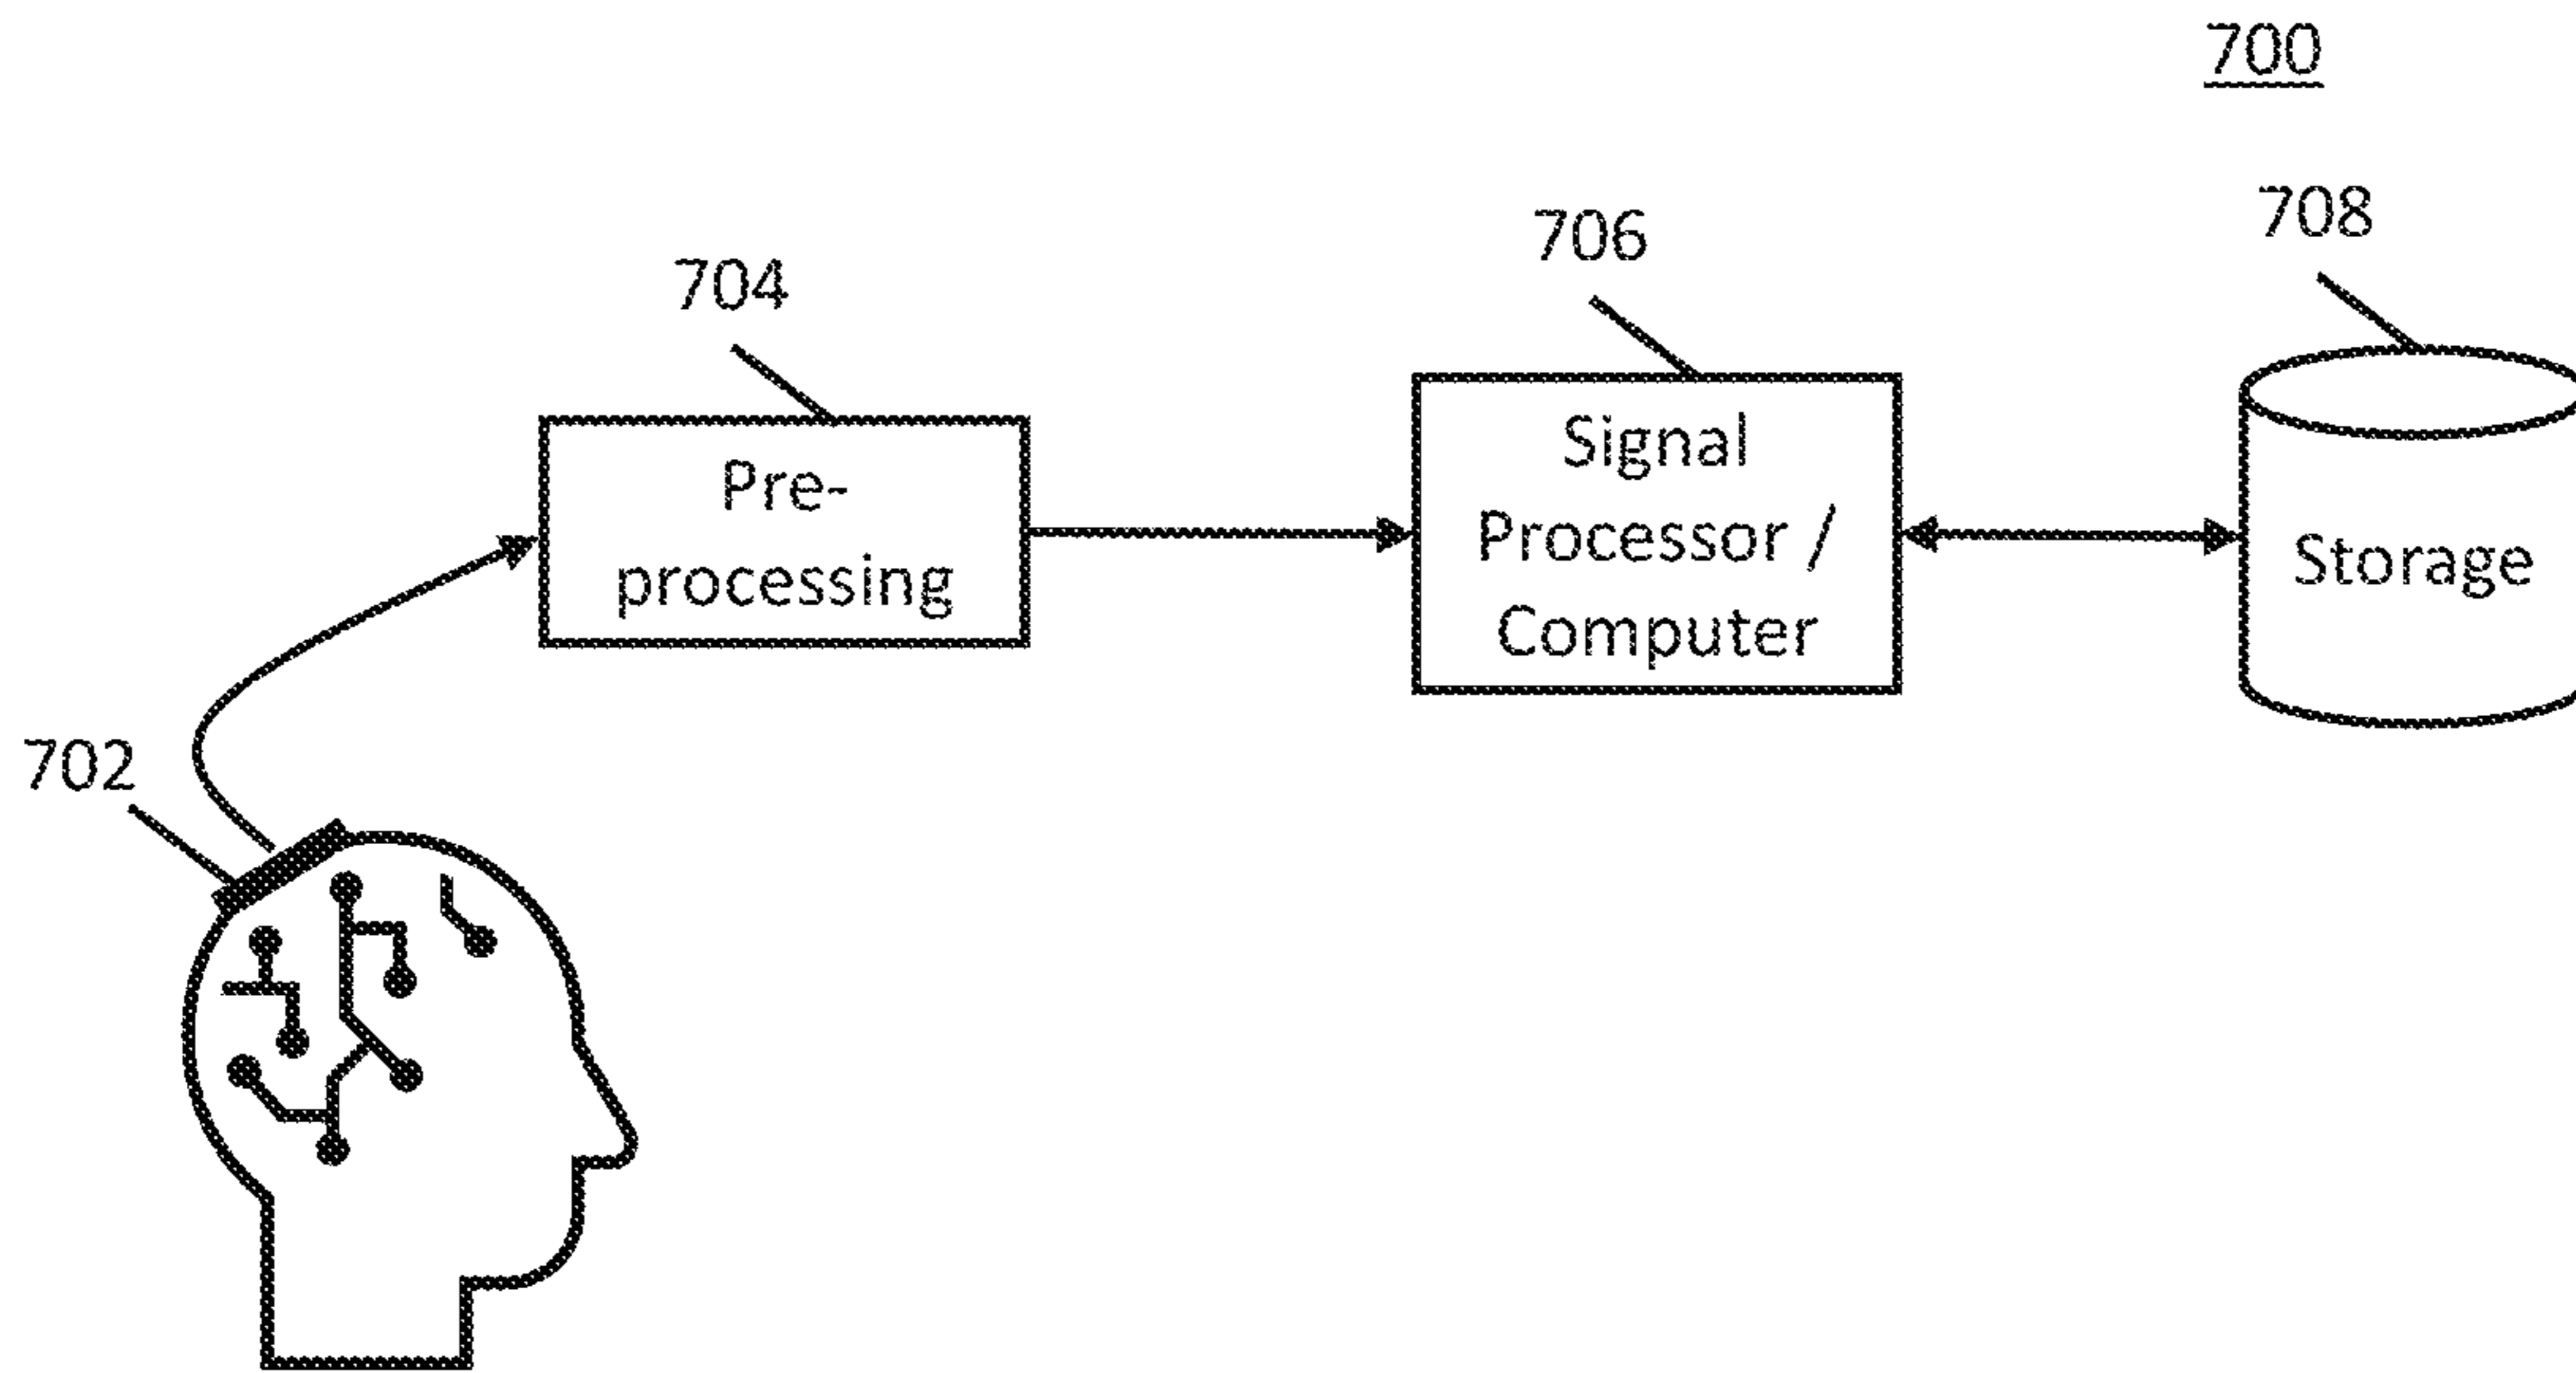 700
708
706
704
Signal
Processor /
Computer
Pre-
processing
Storage
702